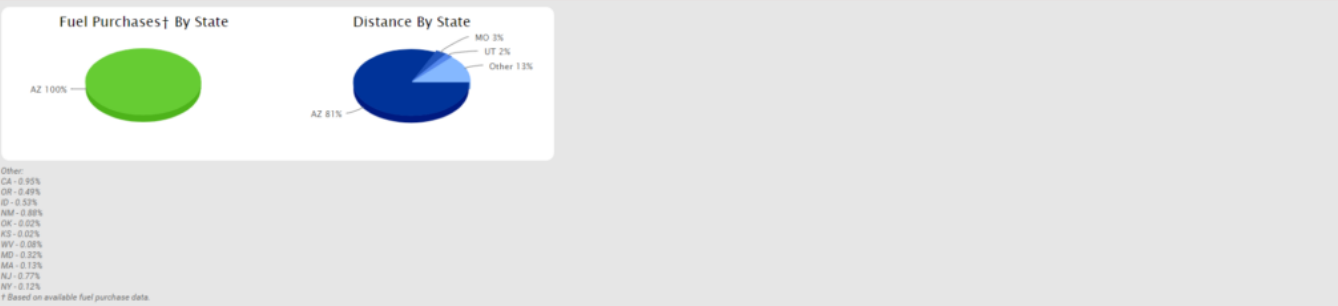 Fuel Purchases† By State
Distance By State
MO 3%
UT 2%
Other 13%
AZ 100%
AZ 81%
Other:
CA - 0.95%
OR - 0.49%
ID - 0.53%
NM - 0.88%
OK - 0.02%
KS - 0.02%
WV - 0.08%
MD - 0.32%
MA - 0.13%
NJ - 0.77%
NY - 0.12%
† Based on available fuel purchase data.